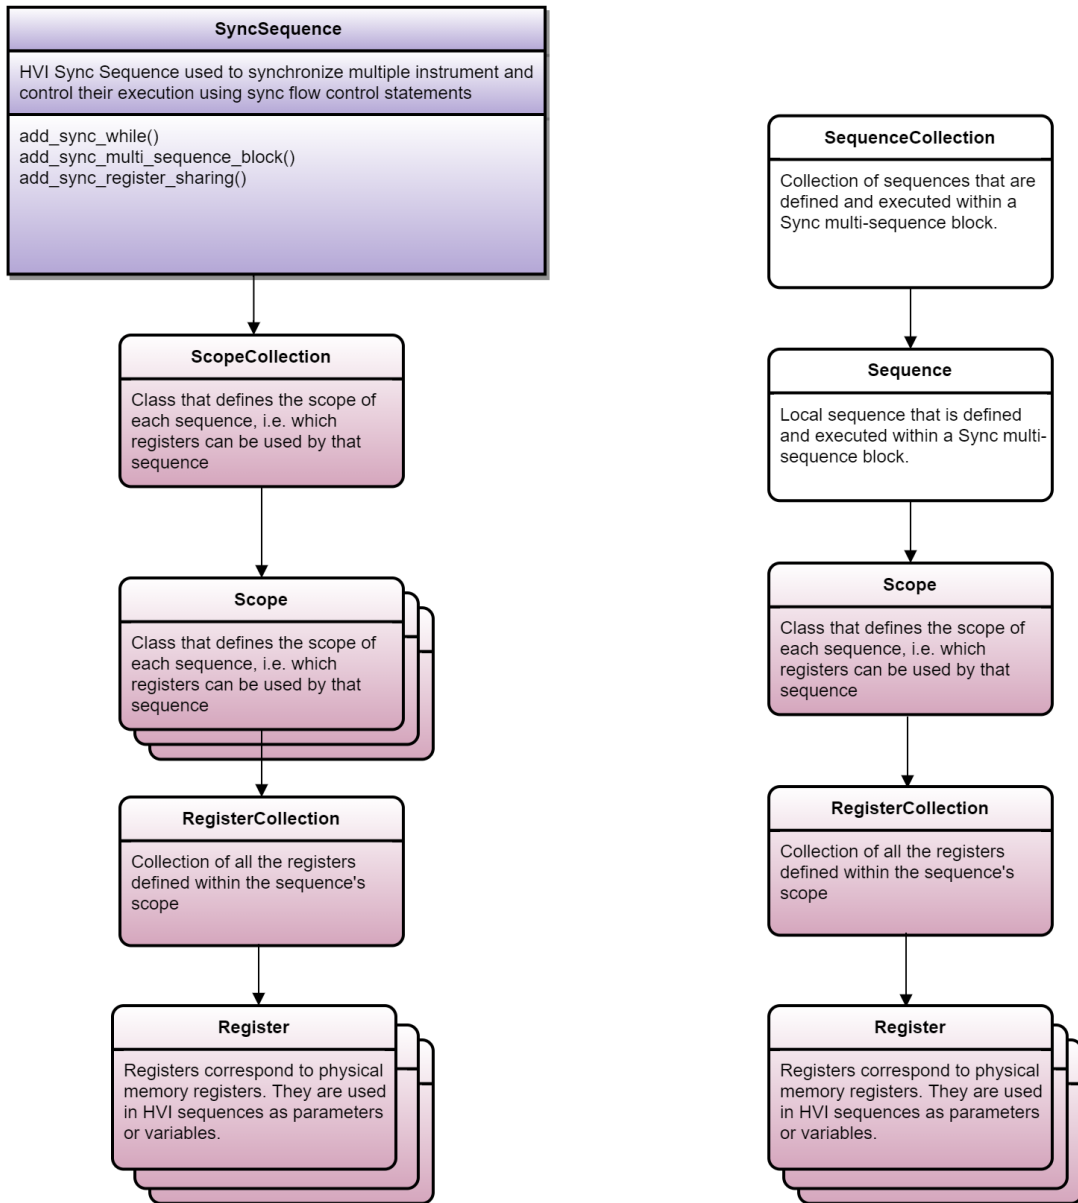 SyncSequence
HVI Sync Sequence used to synchronize multiple instrument and
control their execution using sync flow control statements
add_sync_while()
add_sync_multi_sequence_block()
add_sync_register_sharing()
ScopeCollection
Class that defines the scope of
each sequence, i.e. which
registers can be used by that
sequence
Scope
Class that defines the scope of
each sequence, i.e. which
registers can be used by that
sequence
RegisterCollection
Collection of all the registers
defined within the sequence's
scope
Register
Registers correspond to physical
memory registers. They are used
in HVI sequences as parameters
or variables.
SequenceCollection
Collection of sequences that are
defined and executed within a
Sync multi-sequence block.
Sequence
Local sequence that is defined
and executed within a Sync multi-
sequence block.
Scope
Class that defines the scope of
each sequence, i.e. which
registers can be used by that
sequence
RegisterCollection
Collection of all the registers
defined within the sequence's
scope
Register
Registers correspond to physical
memory registers. They are used
in HVI sequences as parameters
or variables.